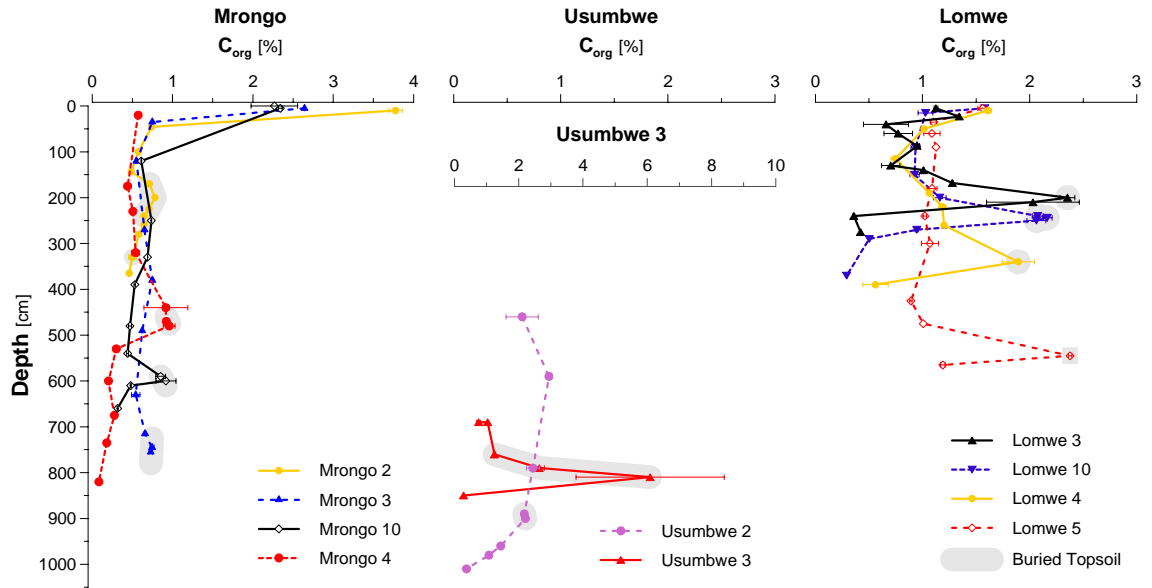 Mrongo
Corg [%]
0 1 2 3 4
Usumbwe
Corg [%]
0 1 2 3
Usumbwe 3
0 2 4 6 8 10
Lomwe
Corg [%]
0 1 2 3
Depth [cm]
0
100
200
300
400
500
600
700
800
900
1000
Mrongo 2
Mrongo 3
Mrongo 10
Mrongo 4
Usumbwe 2
Usumbwe 3
Lomwe 3
Lomwe 10
Lomwe 4
Lomwe 5
Buried Topsoil